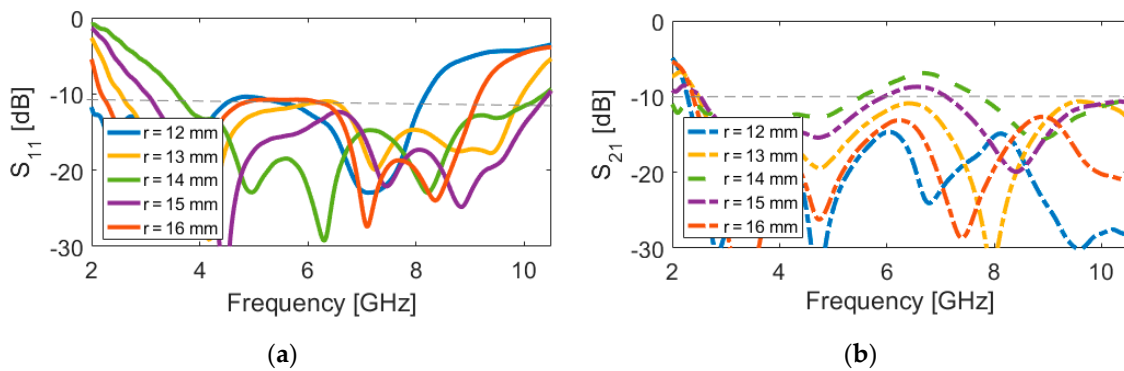 0
-10
-20
-30
S11 [dB]
r = 12 mm
r = 13 mm
r = 14 mm
r = 15 mm
r = 16 mm
2 4 6 8 10
Frequency [GHz]
(a)
0
-10
-20
-30
S21 [dB]
r = 12 mm
r = 13 mm
r = 14 mm
r = 15 mm
r = 16 mm
2 4 6 8 10
Frequency [GHz]
(b)